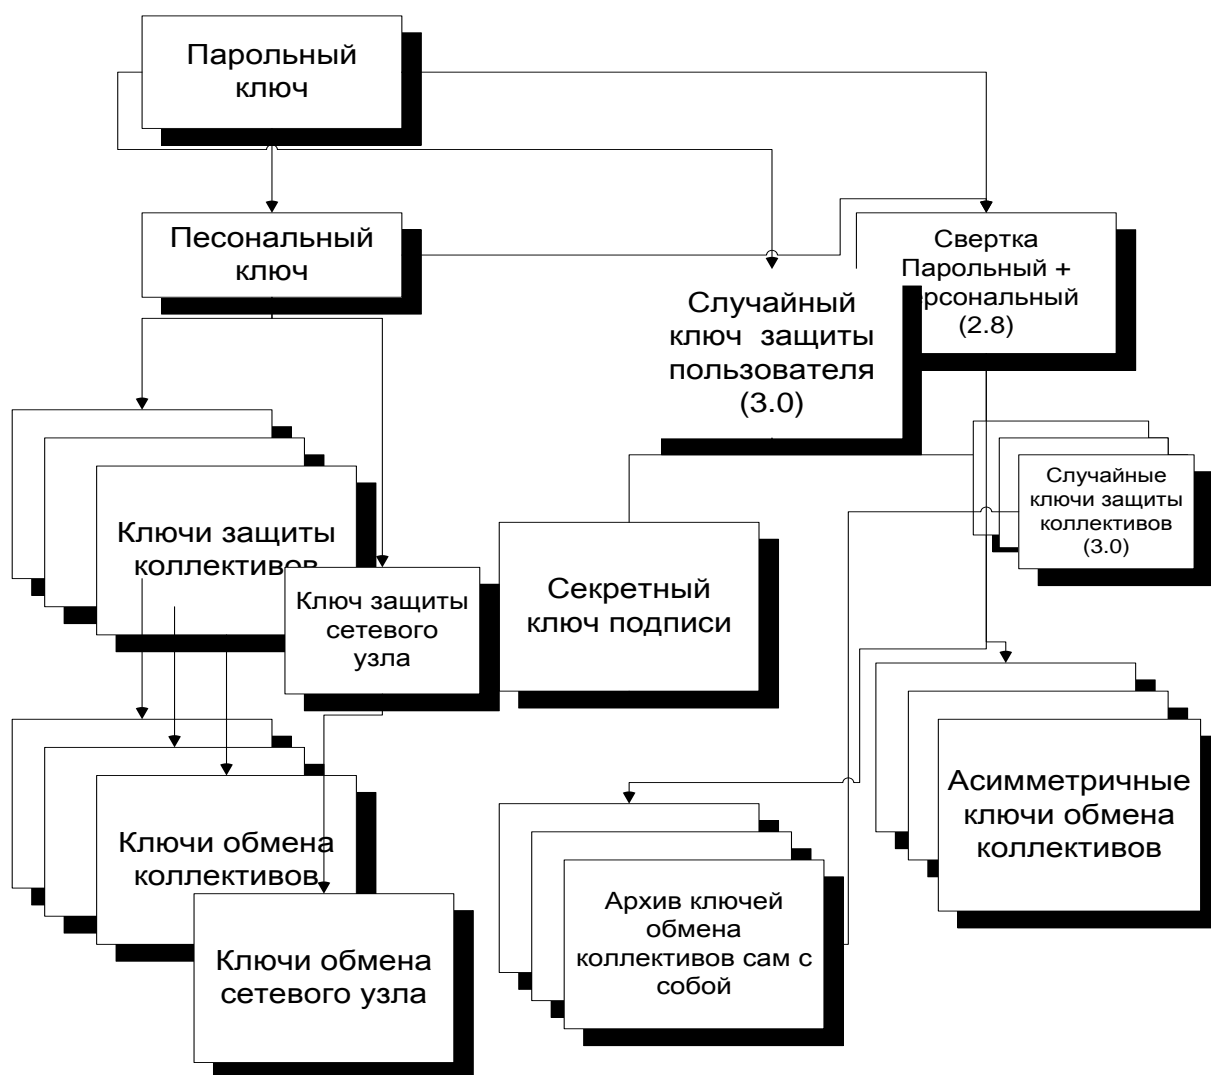 Парольный
ключ
Песональный
ключ
Свертка
Парольный +
ерсональный
(2.8)
Случайный
ключ защиты
пользователя
(3.0)
Случайные
ключи защиты
коллективов
(3.0)
Ключи защиты
коллективов
Ключ защиты
сетевого
узла
Секретный
ключ подписи
Асимметричные
ключи обмена
коллективов
Ключи обмена
коллективов
Архив ключей
обмена
коллективов сам с
собой
Ключи обмена
сетевого узла